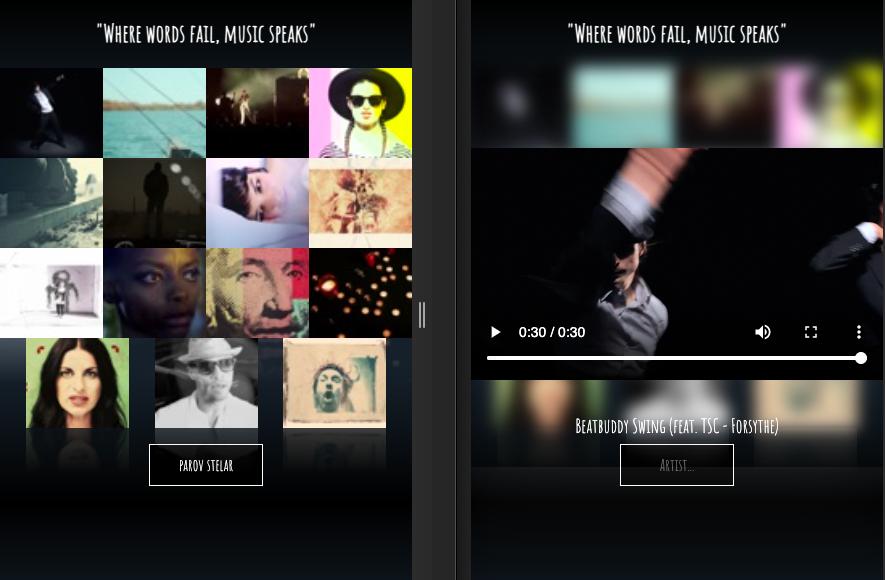 "Where words fail, music speaks"
PAROV STELAR
"Where words fail, music speaks"
0:30 / 0:30
Beatbuddy Swing (feat. TSC - Forsythe)
Artist...